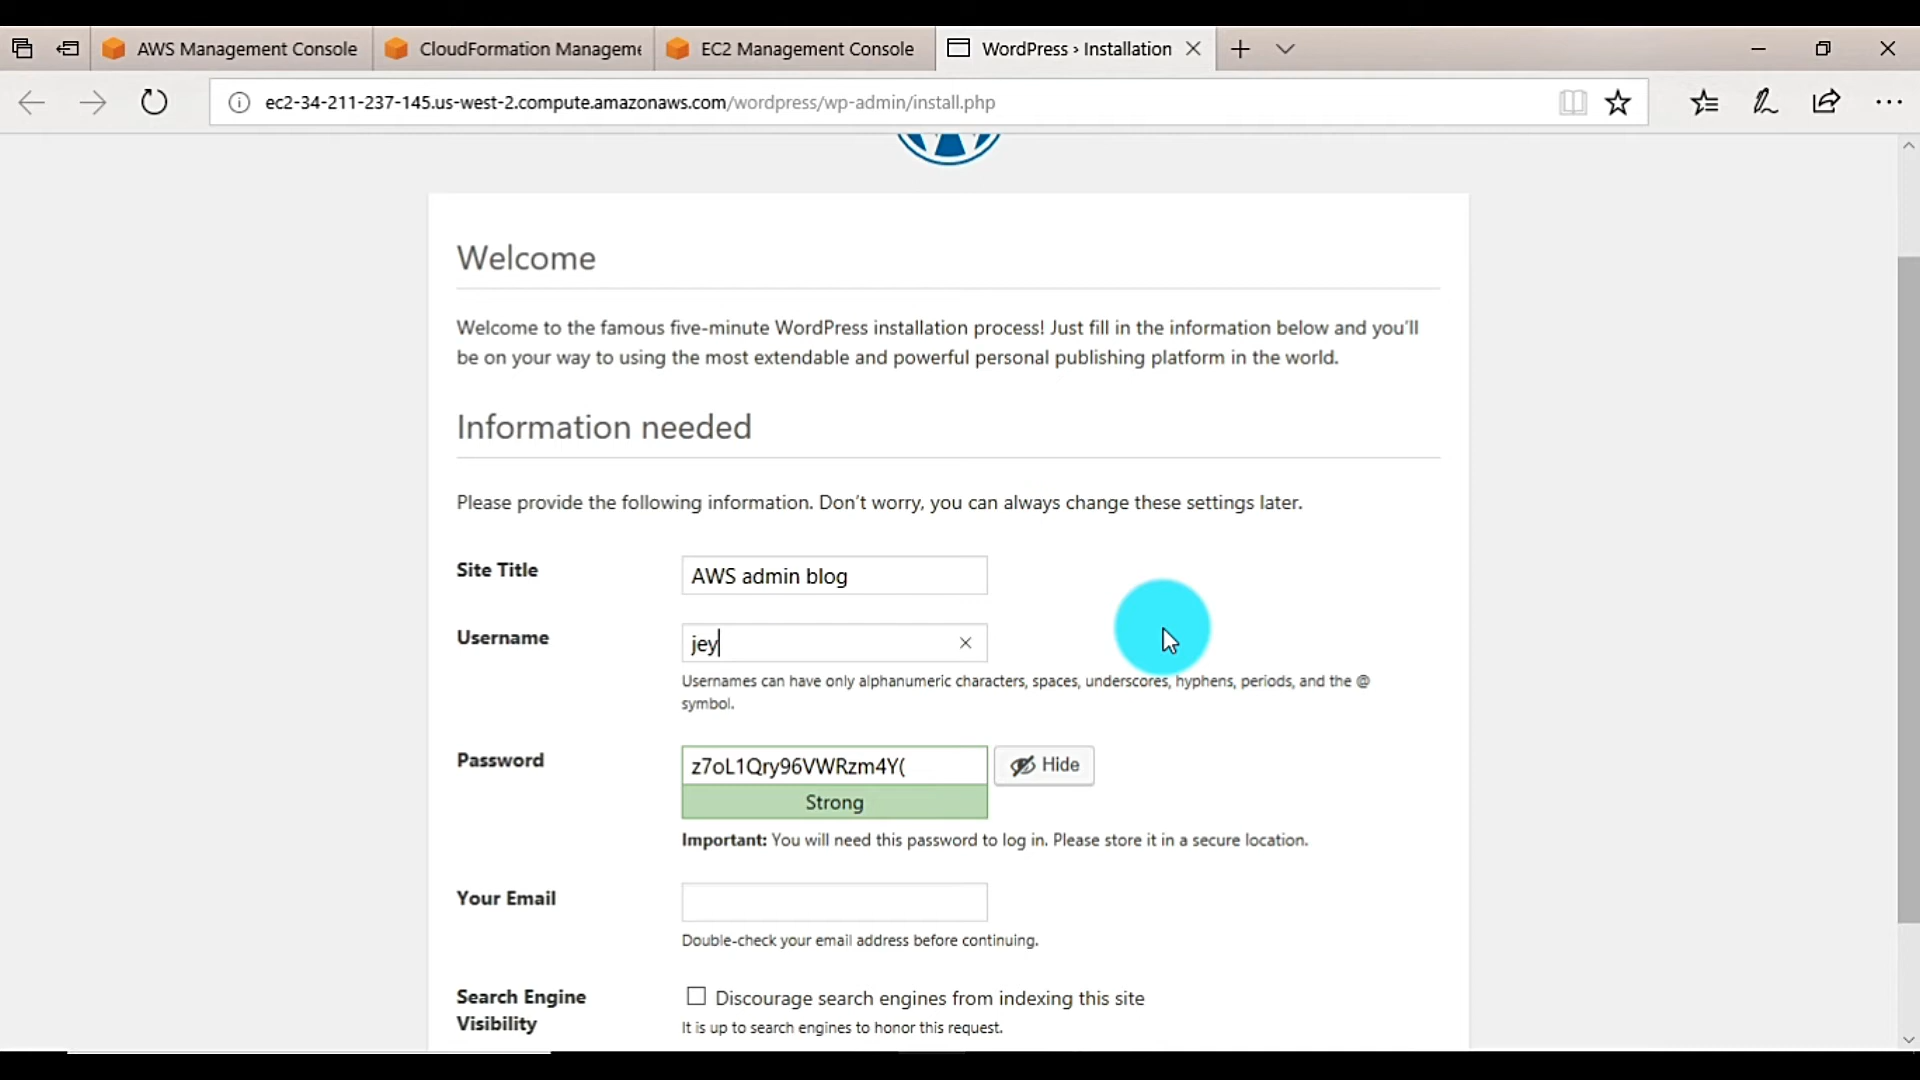 AWS Management Console
CloudFormation Manageme
EC2 Management Console
WordPress › Installation
ec2-34-211-237-145.us-west-2.compute.amazonaws.com/wordpress/wp-admin/install.php
Welcome
Welcome to the famous five-minute WordPress installation process! Just fill in the information below and you’ll
be on your way to using the most extendable and powerful personal publishing platform in the world.
Information needed
Please provide the following information. Don’t worry, you can always change these settings later.
Site Title
AWS admin blog
Username
jey
Usernames can have only alphanumeric characters, spaces, underscores, hyphens, periods, and the @
symbol.
Password
z7oL1Qry96VWRzm4Y(
Hide
Strong
Important: You will need this password to log in. Please store it in a secure location.
Your Email
Double-check your email address before continuing.
Search Engine
Visibility
Discourage search engines from indexing this site
It is up to search engines to honor this request.